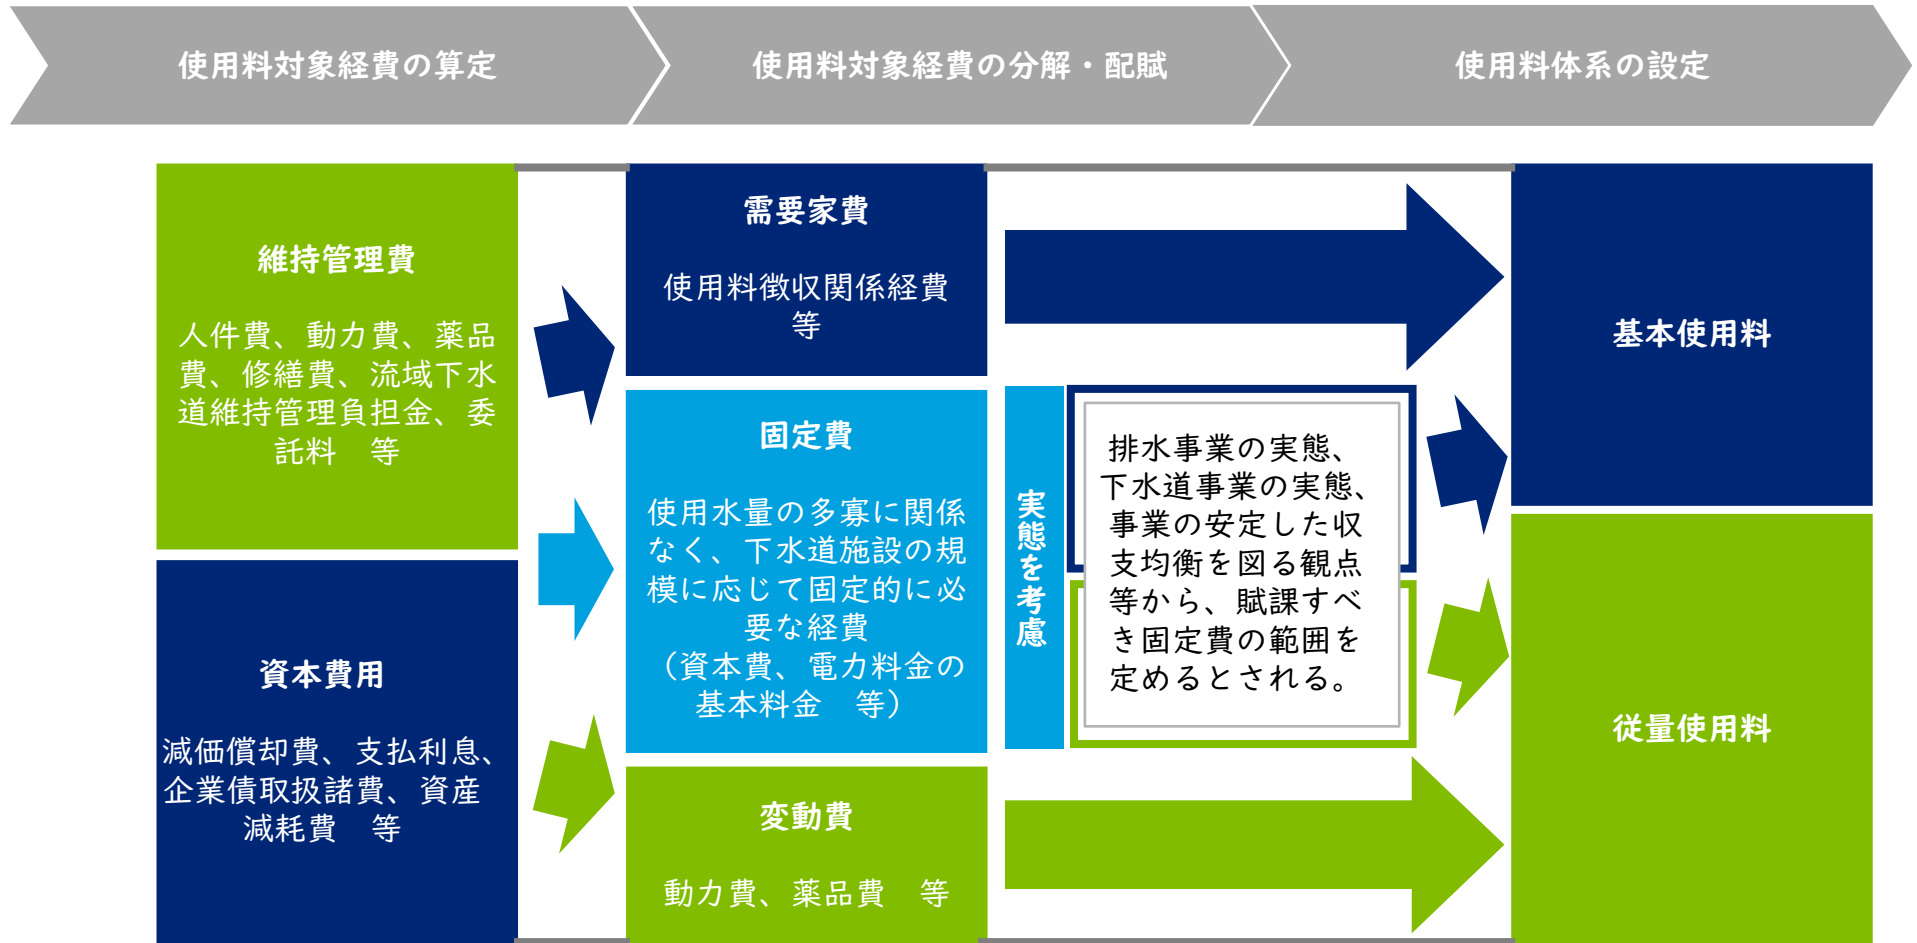 使用料対象経費の算定
使用料対象経費の分解・配賦
使用料体系の設定
維持管理費
人件費、動力費、薬品
費、修繕費、流域下水
道維持管理負担金、委
託料　等
資本費用
減価償却費、支払利息、
企業債取扱諸費、資産
減耗費　等
需要家費
使用料徴収関係経費
等
固定費
使用水量の多寡に関係
なく、下水道施設の規
模に応じて固定的に必
要な経費
（資本費、電力料金の
基本料金　等）
変動費
動力費、薬品費　等
実態を考慮
排水事業の実態、
下水道事業の実態、
事業の安定した収
支均衡を図る観点
等から、賦課すべ
き固定費の範囲を
定めるとされる。
基本使用料
従量使用料